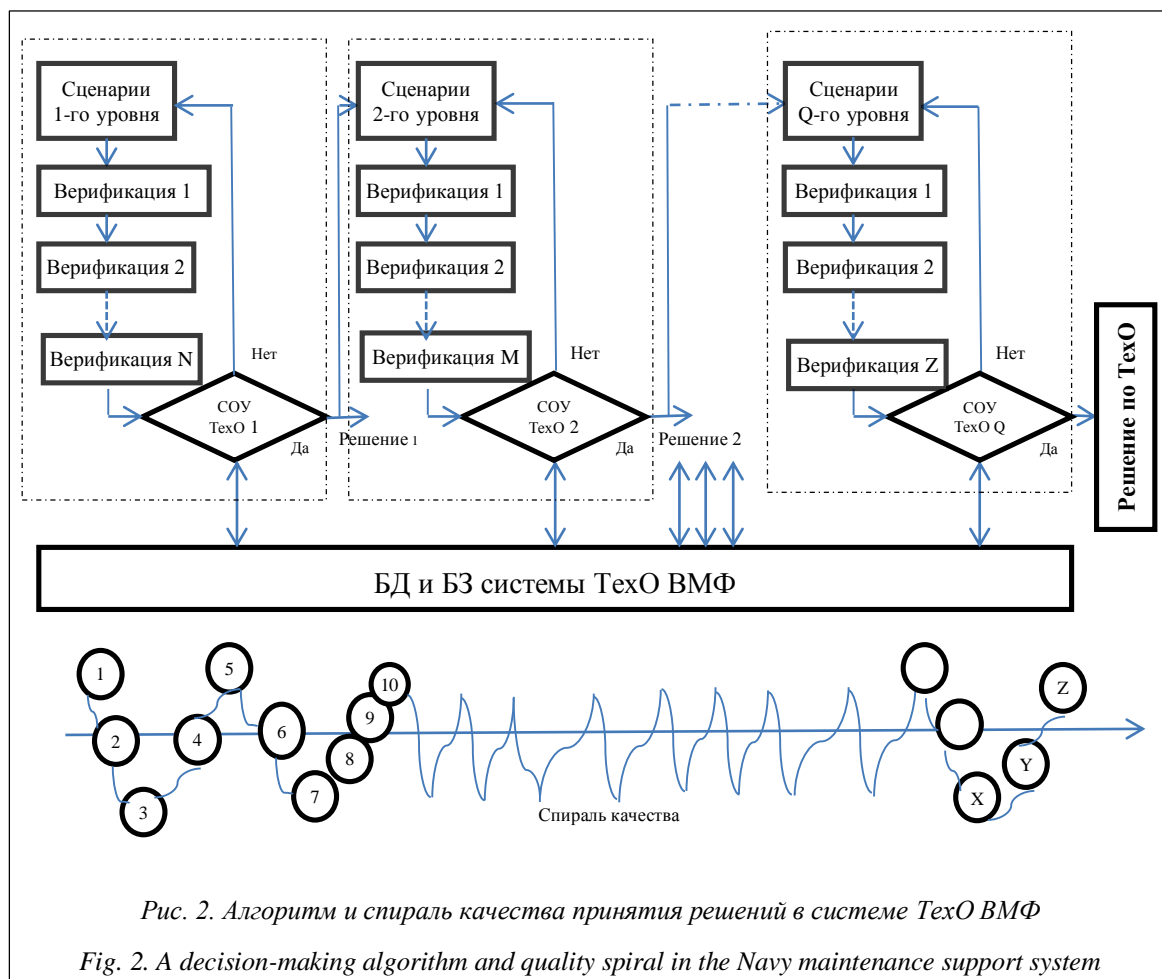 Сценарии
1-го уровня
Верификация 1
Верификация 2
Верификация N
Нет
СОУ
ТехО 1
Да
Решение 1
Сценарии
2-го уровня
Верификация 1
Верификация 2
Верификация M
Нет
СОУ
ТехО 2
Да
Решение 2
Сценарии
Q-го уровня
Верификация 1
Верификация 2
Верификация Z
Нет
СОУ
ТехО Q
Да
Решение по ТехО
БД и БЗ системы ТехО ВМФ
1
2
3
4
5
6
7
8
9
10
X
Y
Z
Спираль качества
Рис. 2. Алгоритм и спираль качества принятия решений в системе ТехО ВМФ
Fig. 2. A decision-making algorithm and quality spiral in the Navy maintenance support system